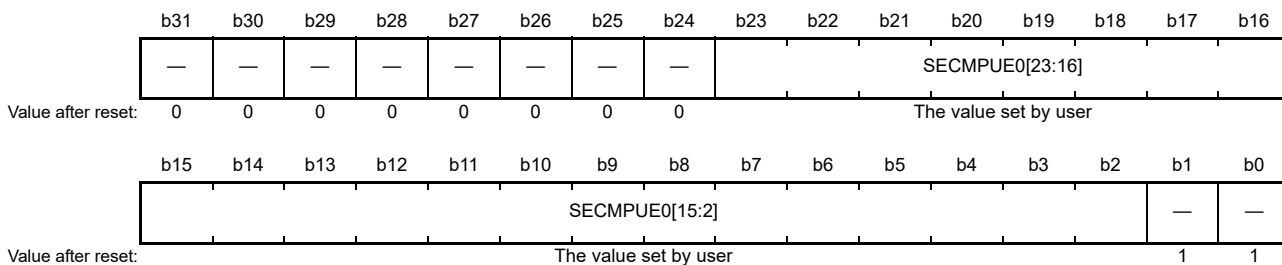 b31 b30 b29 b28 b27 b26 b25 b24 b23 b22 b21 b20 b19 b18 b17 b16
— — — — — — — — SECMPUE0[23:16]
Value after reset: 0 0 0 0 0 0 0 0 The value set by user
b15 b14 b13 b12 b11 b10 b9 b8 b7 b6 b5 b4 b3 b2 b1 b0
SECMPUE0[15:2] — —
Value after reset: The value set by user 1 1